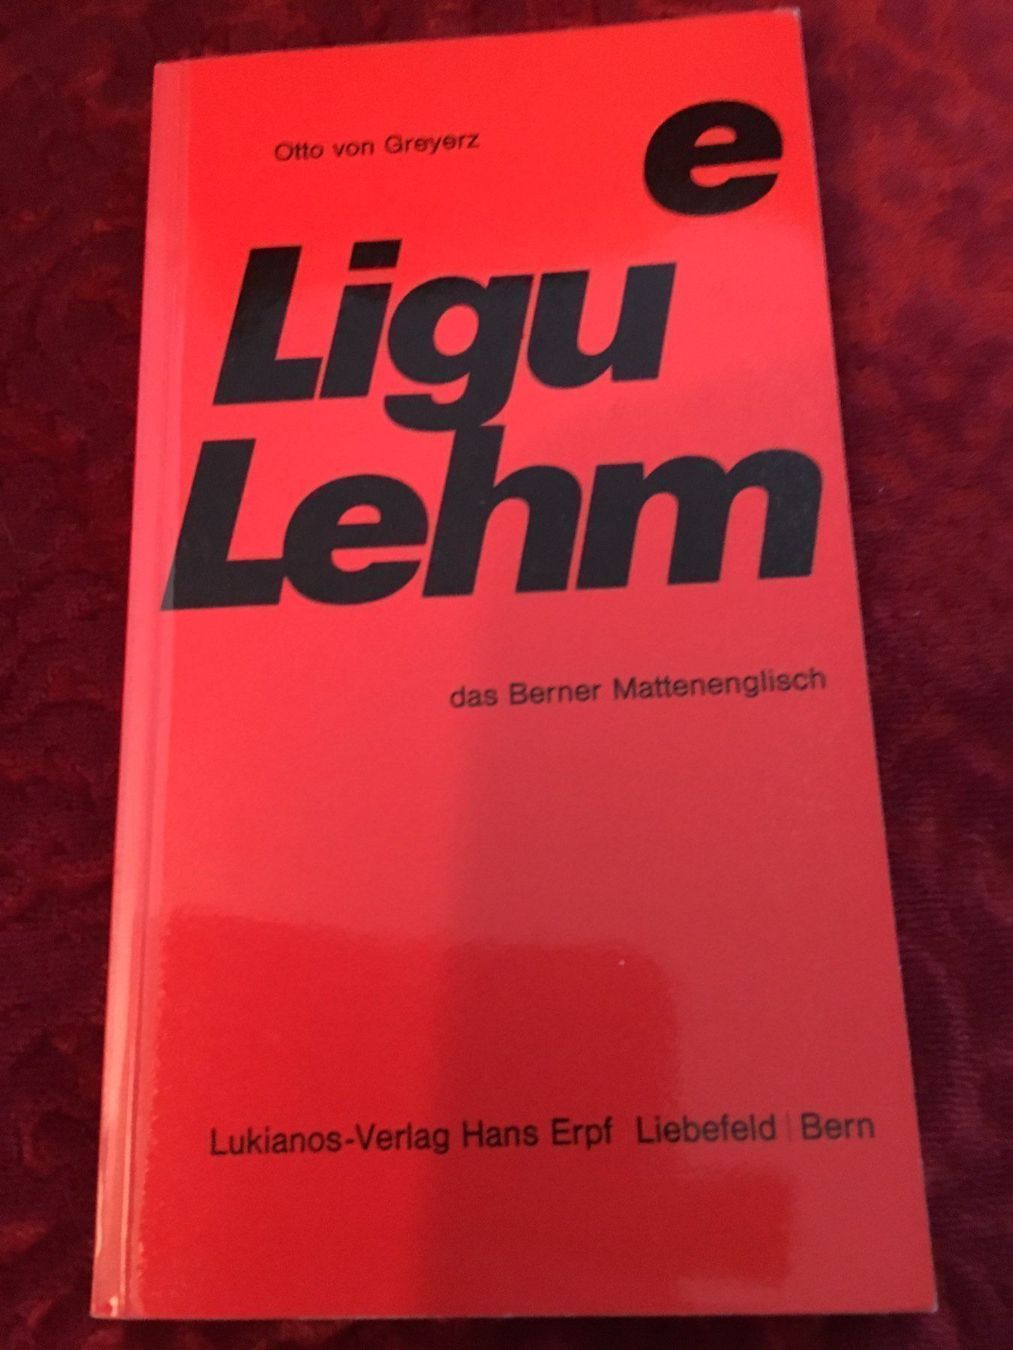 Otto von Greyerz
e
Ligu
Lehm
das Berner Mattenenglisch
Lukianos-Verlag Hans Erpf Liebefeld | Bern